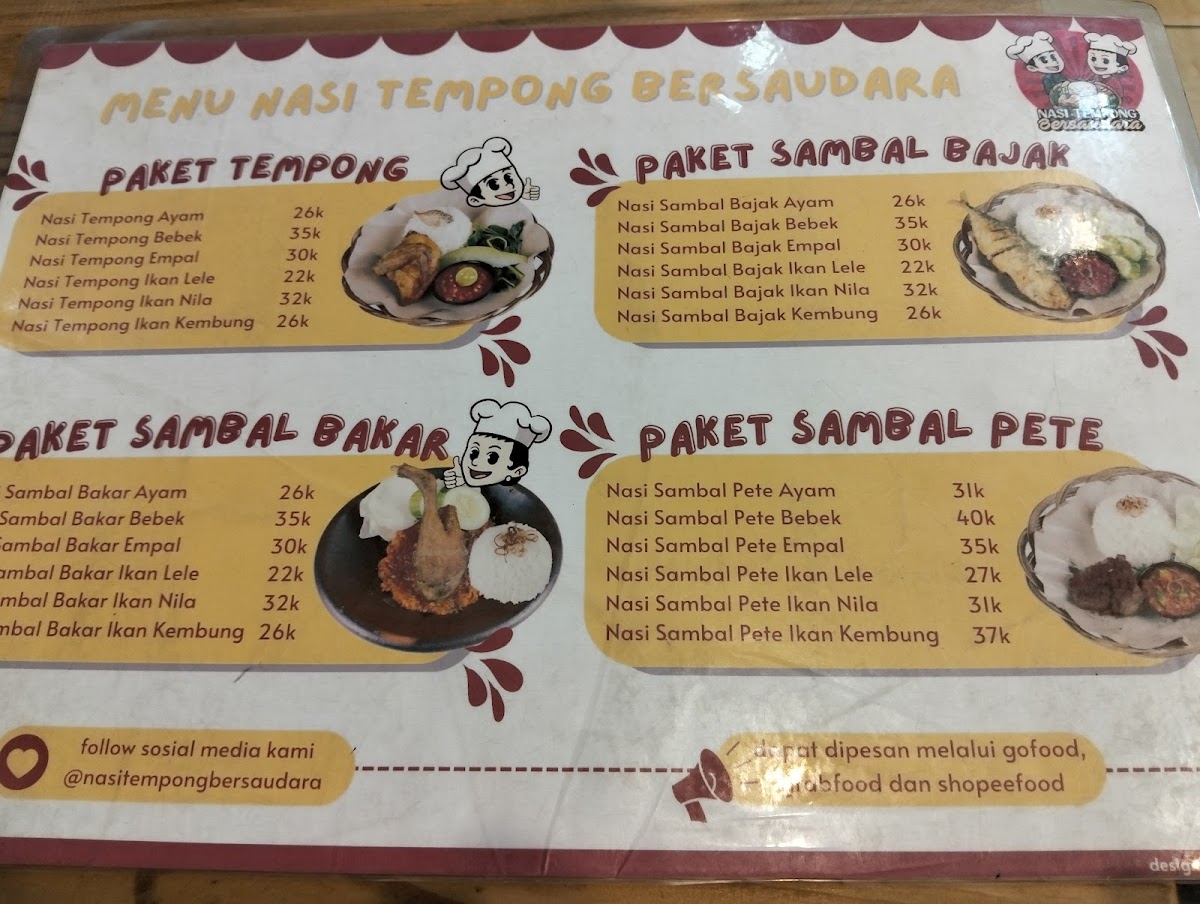 MENU NASI TEMPONG BERSAUDARA
NASI TEMPONG
Bersaudara
PAKET TEMPONG
Nasi Tempong Ayam 26k
Nasi Tempong Bebek 35k
Nasi Tempong Empal 30k
Nasi Tempong Ikan Lele 22k
Nasi Tempong Ikan Nila 32k
Nasi Tempong Ikan Kembung 26k
PAKET SAMBAL BAJAK
Nasi Sambal Bajak Ayam 26k
Nasi Sambal Bajak Bebek 35k
Nasi Sambal Bajak Empal 30k
Nasi Sambal Bajak Ikan Lele 22k
Nasi Sambal Bajak Ikan Nila 32k
Nasi Sambal Bajak Kembung 26k
PAKET SAMBAL BAKAR
Sambal Bakar Ayam 26k
Sambal Bakar Bebek 35k
Sambal Bakar Empal 30k
Bakar Ikan Lele 22k
Bakar Ikan Nila 32k
Bakar Ikan Kembung 26k
PAKET SAMBAL PETE
Nasi Sambal Pete Ayam 31k
Nasi Sambal Pete Bebek 40k
Nasi Sambal Pete Empal 35k
Nasi Sambal Pete Ikan Lele 27k
Nasi Sambal Pete Ikan Nila 31k
Nasi Sambal Pete Ikan Kembung 37k
follow sosial media kami
@nasitempongbersaudara
dapat dipesan melalui gofood,
grabfood dan shopeefood